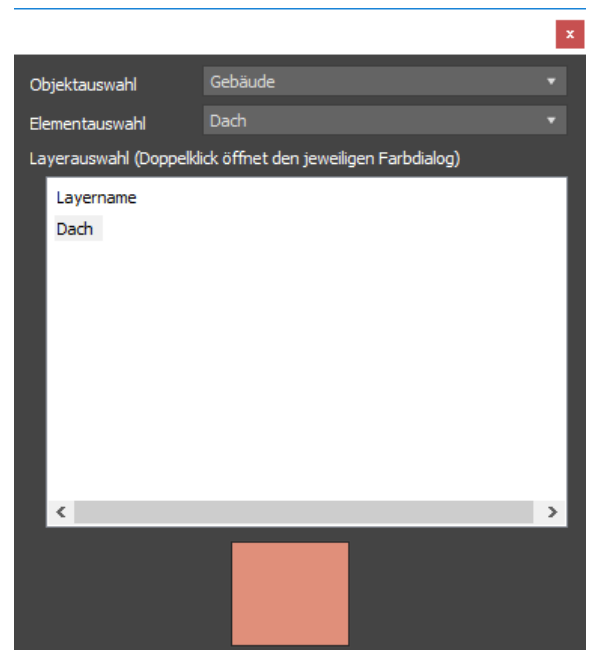 x
Objektauswahl Gebäude
Elementauswahl Dach
Layerauswahl (Doppelklick öffnet den jeweiligen Farbdialog)
Layername
Dach